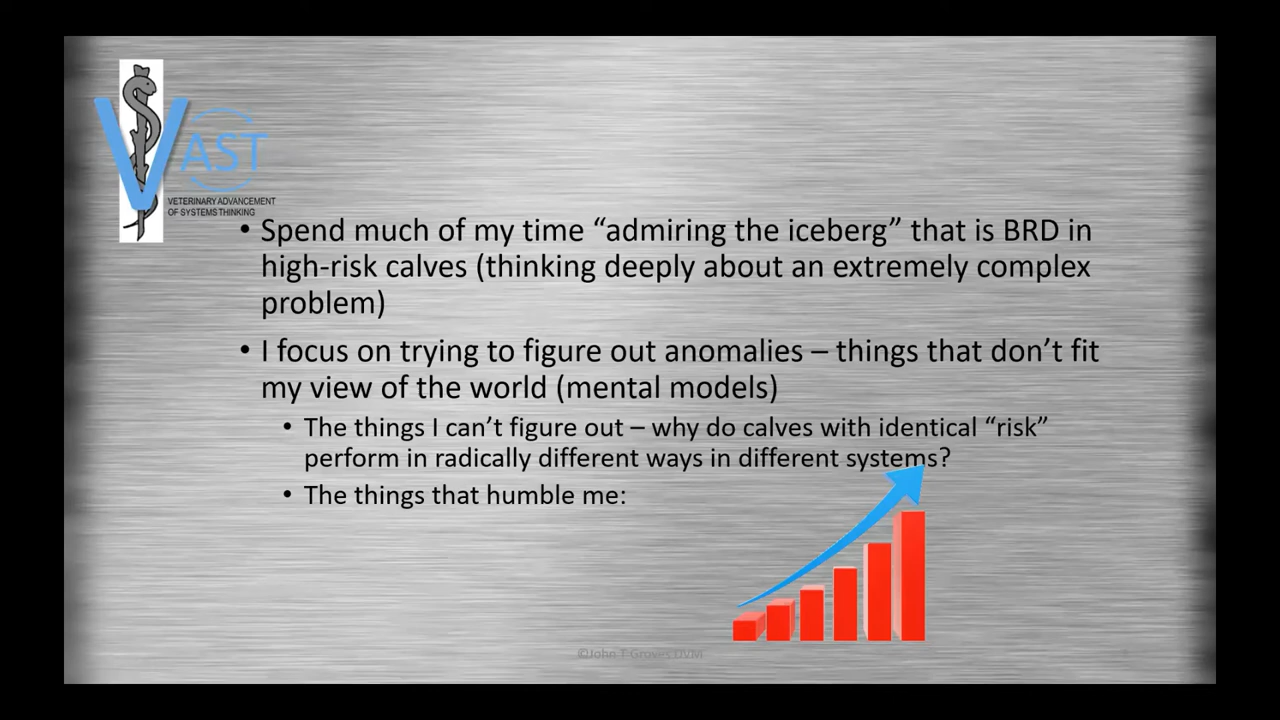 VAST
VETERINARY ADVANCEMENT
OF SYSTEMS THINKING
• Spend much of my time “admiring the iceberg” that is BRD in
high-risk calves (thinking deeply about an extremely complex
problem)
• I focus on trying to figure out anomalies – things that don’t fit
my view of the world (mental models)
• The things I can’t figure out – why do calves with identical “risk”
perform in radically different ways in different systems?
• The things that humble me:
©John T Groves DVM